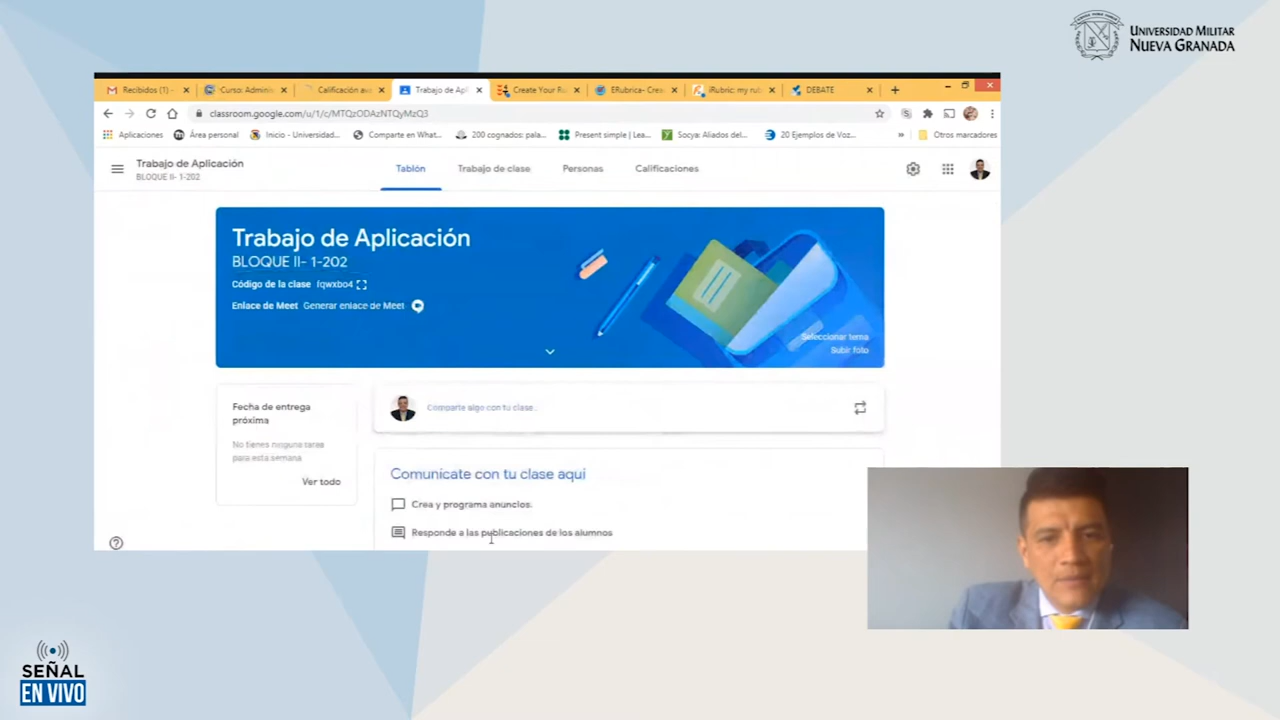 UNIVERSIDAD MILITAR
NUEVA GRANADA
Recibidos (1) -
Curso: Admini
Calificación av
Trabajo de Apl
Create Your Ru
ERubrica- Crea
iRubric: my rub
DEBATE
classroom.google.com/u/1/c/MTQzODAzNTQyMzQ3
Aplicaciones
Área personal
Inicio - Universidad...
Comparte en What...
200 cognados: pala...
Present simple | Lea...
Socya: Aliados del...
20 Ejemplos de Voz...
»
Otros marcadores
Trabajo de Aplicación
BLOQUE II- 1-202
Tablón
Trabajo de clase
Personas
Calificaciones
Trabajo de Aplicación
BLOQUE II- 1-202
Código de la clase fqwxbo4
Enlace de Meet Generar enlace de Meet
Seleccionar tema
Subir foto
Fecha de entrega
próxima
No tienes ninguna tarea
para esta semana
Ver todo
Comparte algo con tu clase...
Comunícate con tu clase aquí
Crea y programa anuncios.
Responde a las publicaciones de los alumnos
SEÑAL
EN VIVO